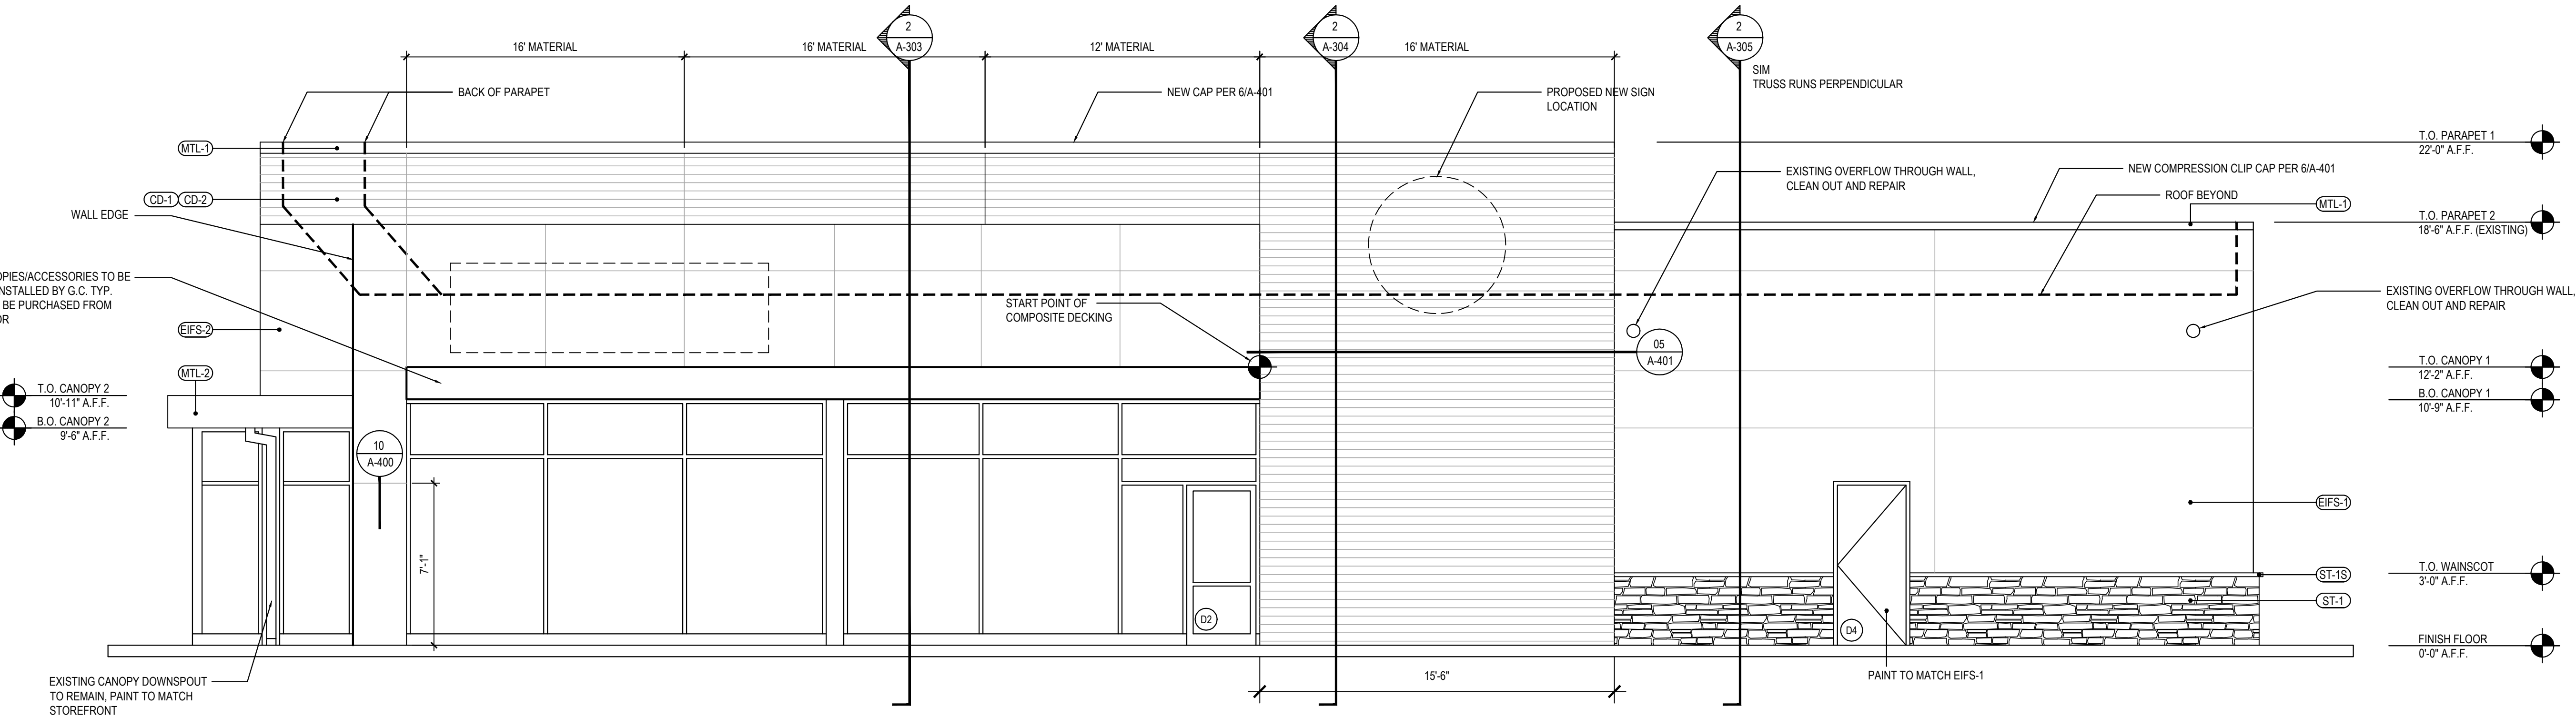 2
A-303
2
A-304
2
A-305
16' MATERIAL
16' MATERIAL
12' MATERIAL
16' MATERIAL
SIM
TRUSS RUNS PERPENDICULAR
BACK OF PARAPET
NEW CAP PER 6/A-401
PROPOSED NEW SIGN
LOCATION
MTL-1
T.O. PARAPET 1
22'-0" A.F.F.
EXISTING OVERFLOW THROUGH WALL,
CLEAN OUT AND REPAIR
NEW COMPRESSION CLIP CAP PER 6/A-401
ROOF BEYOND
CD-1 CD-2
MTL-1
WALL EDGE
T.O. PARAPET 2
18'-6" A.F.F. (EXISTING)
OPIES/ACCESSORIES TO BE
INSTALLED BY G.C. TYP.
BE PURCHASED FROM
OR
START POINT OF
COMPOSITE DECKING
EXISTING OVERFLOW THROUGH WALL,
CLEAN OUT AND REPAIR
EIFS-2
05
A-401
MTL-2
T.O. CANOPY 1
12'-2" A.F.F.
T.O. CANOPY 2
10'-11" A.F.F.
B.O. CANOPY 1
10'-9" A.F.F.
B.O. CANOPY 2
9'-6" A.F.F.
10
A-400
EIFS-1
7'-1"
T.O. WAINSCOT
3'-0" A.F.F.
ST-1S
ST-1
D2
D4
FINISH FLOOR
0'-0" A.F.F.
EXISTING CANOPY DOWNSPOUT
TO REMAIN, PAINT TO MATCH
STOREFRONT
15'-6"
PAINT TO MATCH EIFS-1